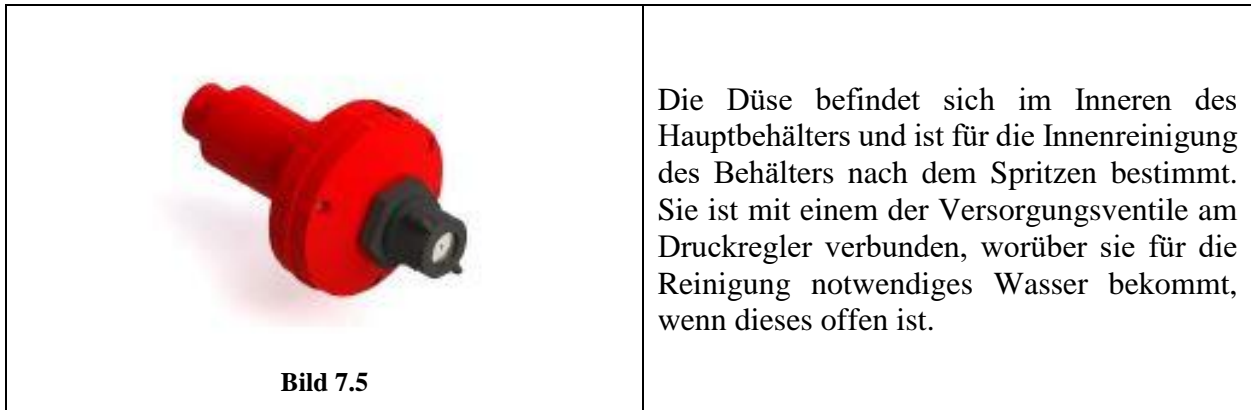 Die Düse befindet sich im Inneren des
Hauptbehälters und ist für die Innenreinigung
des Behälters nach dem Spritzen bestimmt.
Sie ist mit einem der Versorgungsventile am
Druckregler verbunden, worüber sie für die
Reinigung notwendiges Wasser bekommt,
wenn dieses offen ist.
Bild 7.5